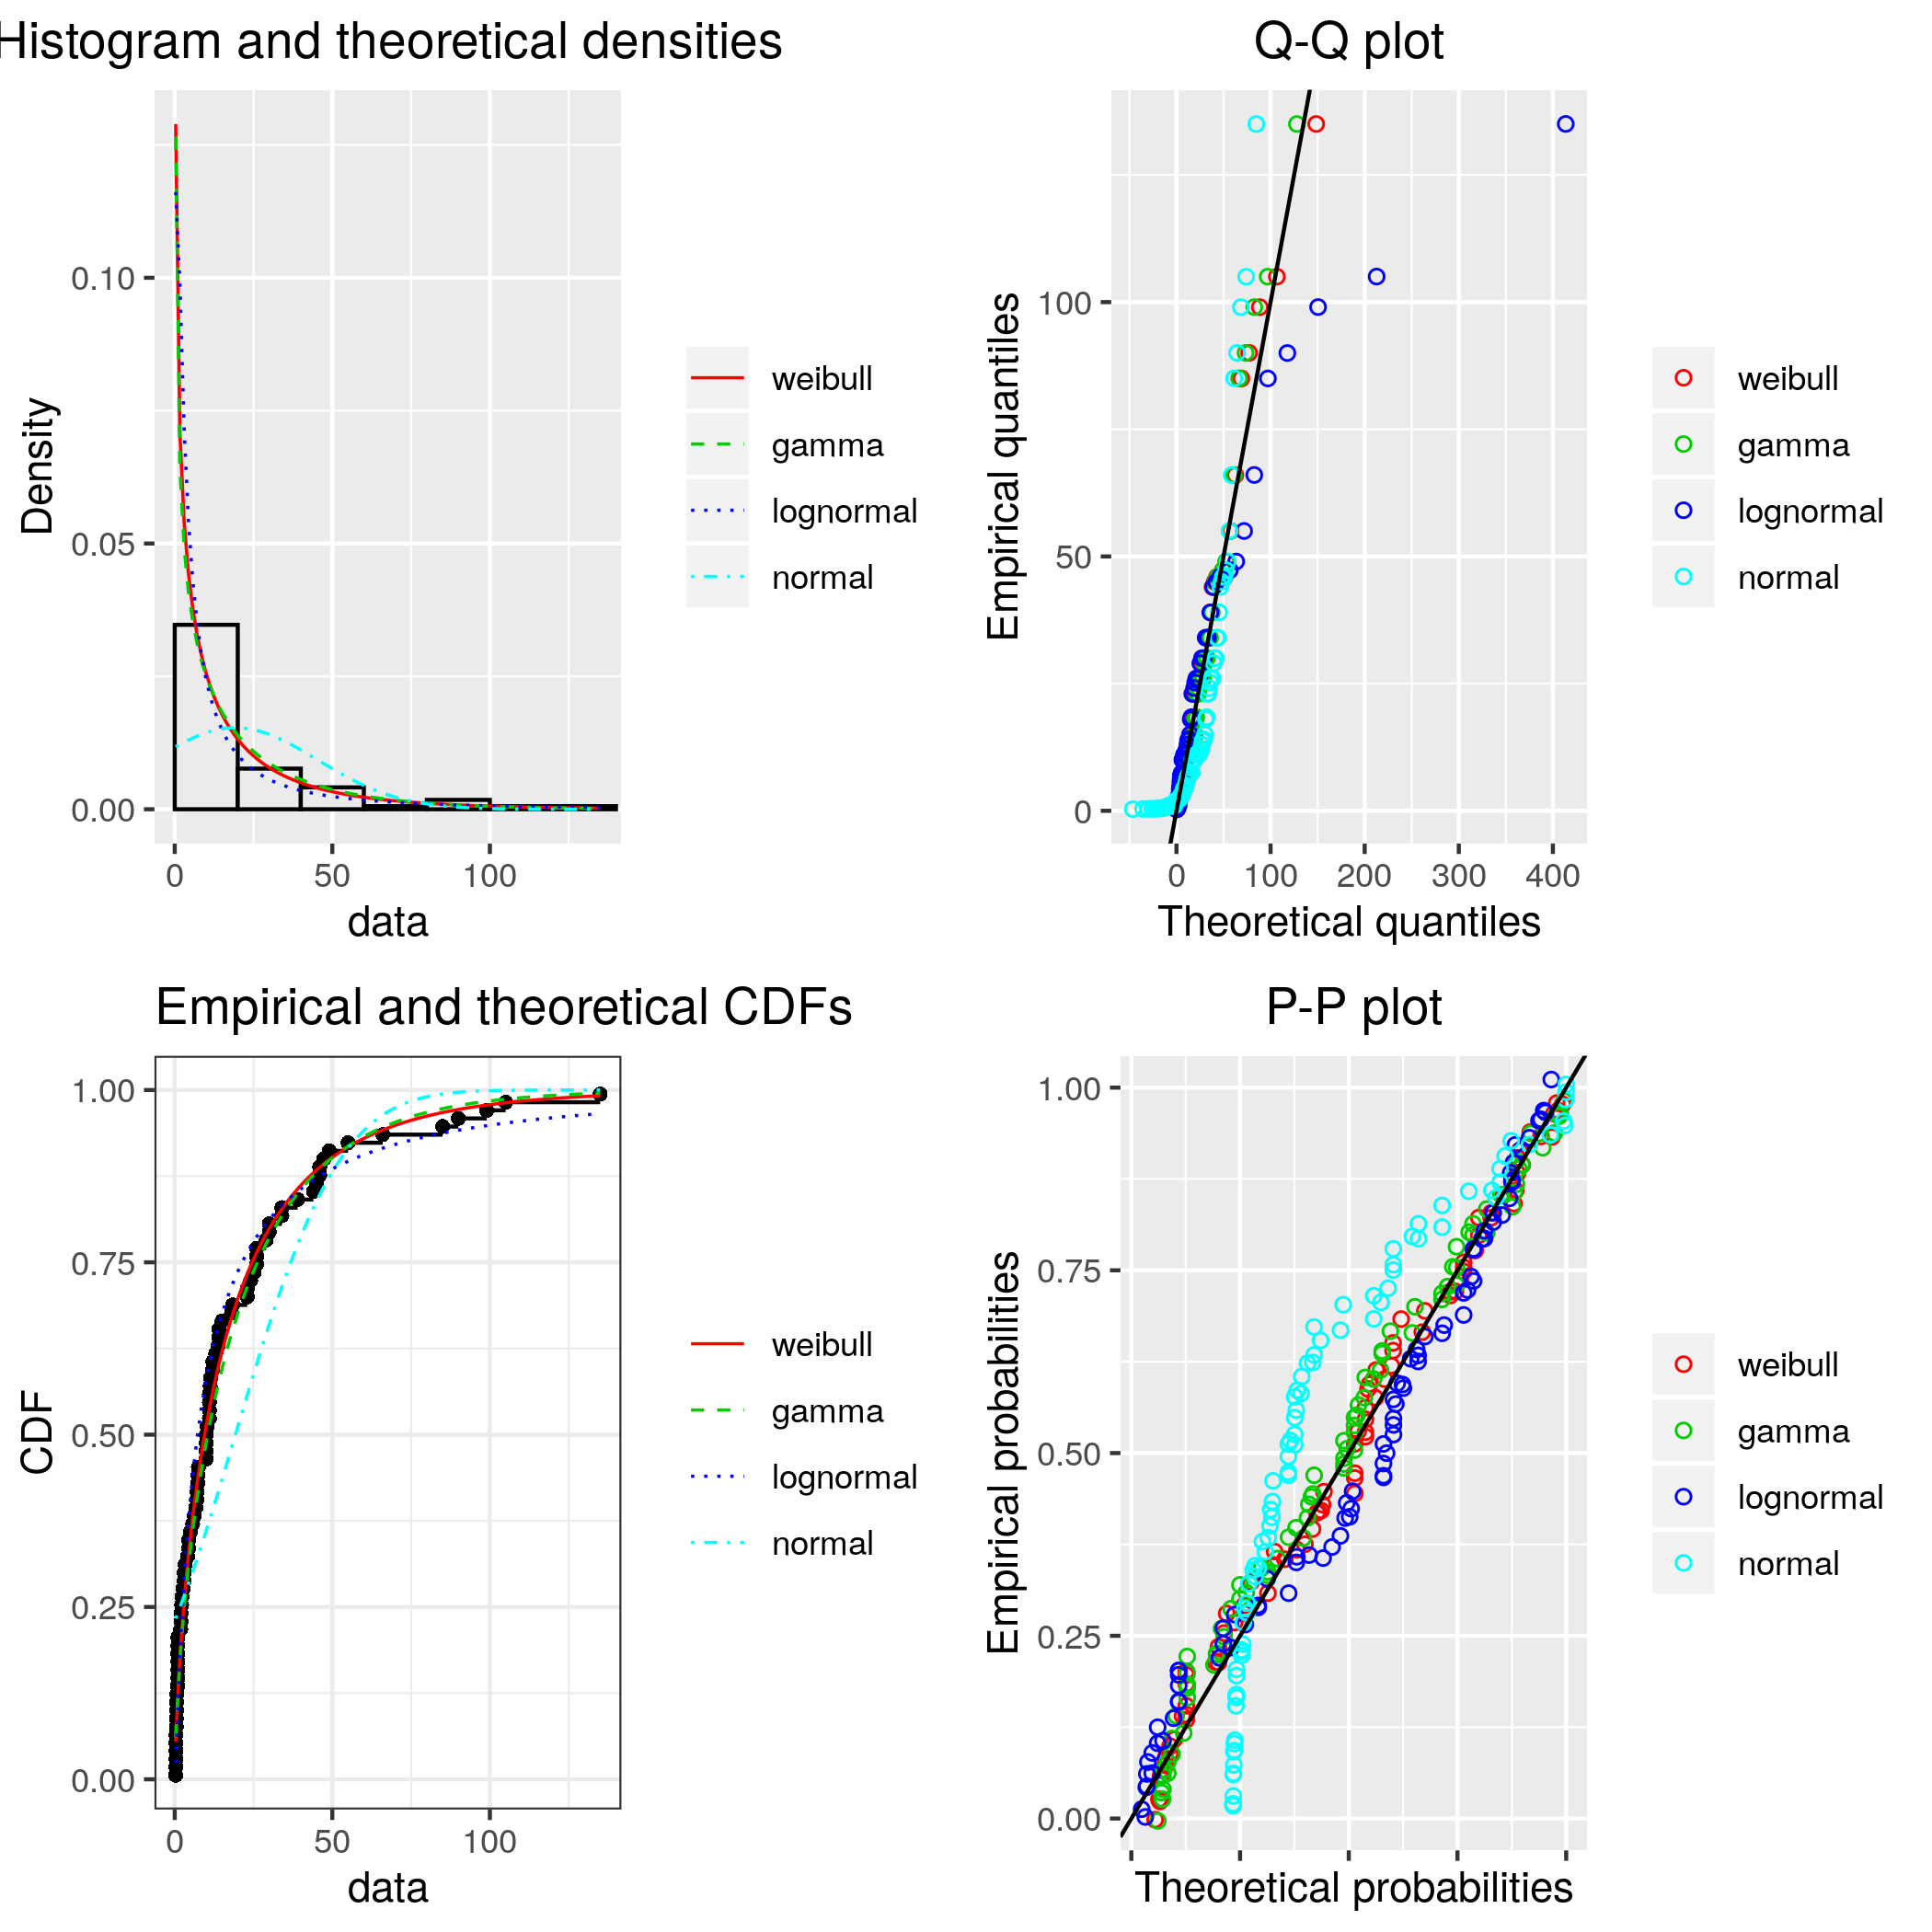 Histogram and theoretical densities
Density
0.10
0.05
0.00
0 50 100
data
weibull
gamma
lognormal
normal
Q-Q plot
Empirical quantiles
100
50
0
0 100 200 300 400
Theoretical quantiles
weibull
gamma
lognormal
normal
Empirical and theoretical CDFs
CDF
1.00
0.75
0.50
0.25
0.00
0 50 100
data
weibull
gamma
lognormal
normal
P-P plot
Empirical probabilities
1.00
0.75
0.50
0.25
0.00
Theoretical probabilities
weibull
gamma
lognormal
normal